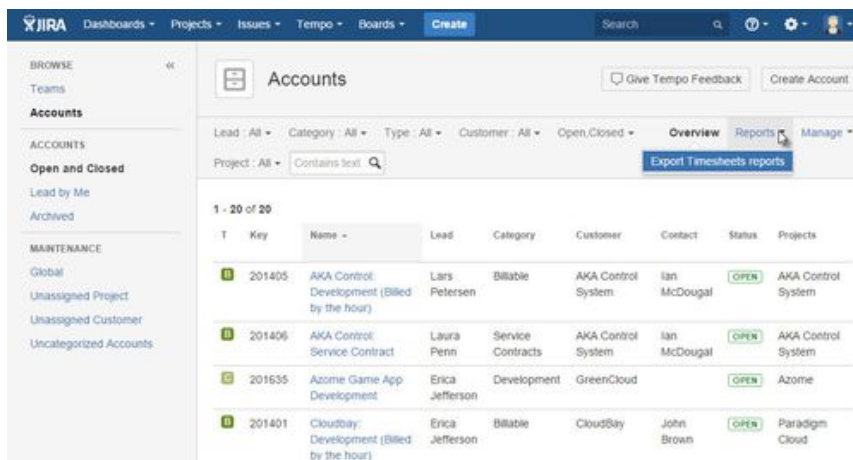 JIRA Dashboards Projects Issues Tempo Boards Create Search
BROWSE
Teams
Accounts
ACCOUNTS
Open and Closed
Lead by Me
Archived
MAINTENANCE
Global
Unassigned Project
Unassigned Customer
Uncategorized Accounts
Accounts
Give Tempo Feedback
Create Account
Lead : All Category : All Type : All Customer : All Open,Closed Overview Reports Manage
Project : All Contains text
Export Timesheets reports
1 - 20 of 20
T Key Name Lead Category Customer Contact Status Projects
B 201405 AKA Control: Lars Billable AKA Control Ian OPEN AKA Control
Development (Billed Petersen System McDougal System
by the hour)
B 201406 AKA Control: Laura Service AKA Control Ian OPEN AKA Control
Service Contract Penn Contracts System McDougal System
201635 Azome Game App Erica Development GreenCloud OPEN Azome
Development Jefferson
B 201401 Cloudbay: Erica Billable CloudBay John OPEN Paradigm
Development (Billed Jefferson Brown Cloud
by the hour)